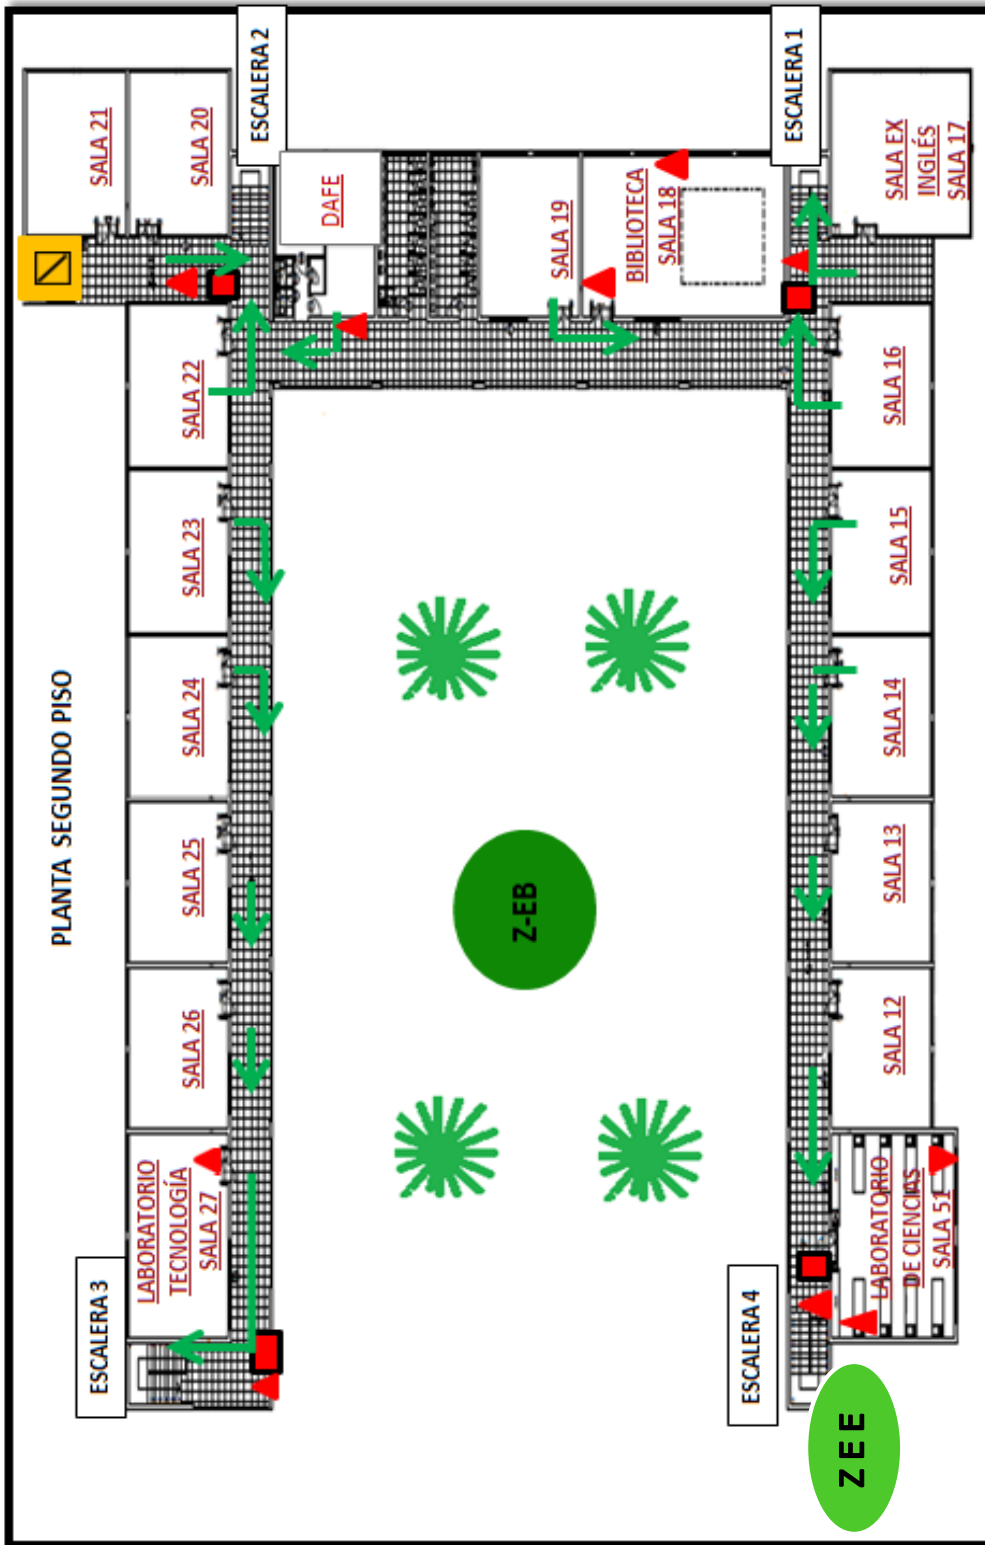 PLANTA SEGUNDO PISO
ESCALERA 3
LABORATORIO
TECNOLOGÍA
SALA 27
SALA 26
SALA 25
SALA 24
SALA 23
SALA 22
SALA 21
SALA 20
ESCALERA 2
DAFE
SALA 19
BIBLIOTECA
SALA 18
ESCALERA 1
SALA EX
INGLÉS
SALA 17
SALA 16
SALA 15
SALA 14
SALA 13
SALA 12
LABORATORIO
DE CIENCIAS
SALA 51
ESCALERA 4
Z-EB
Z E E